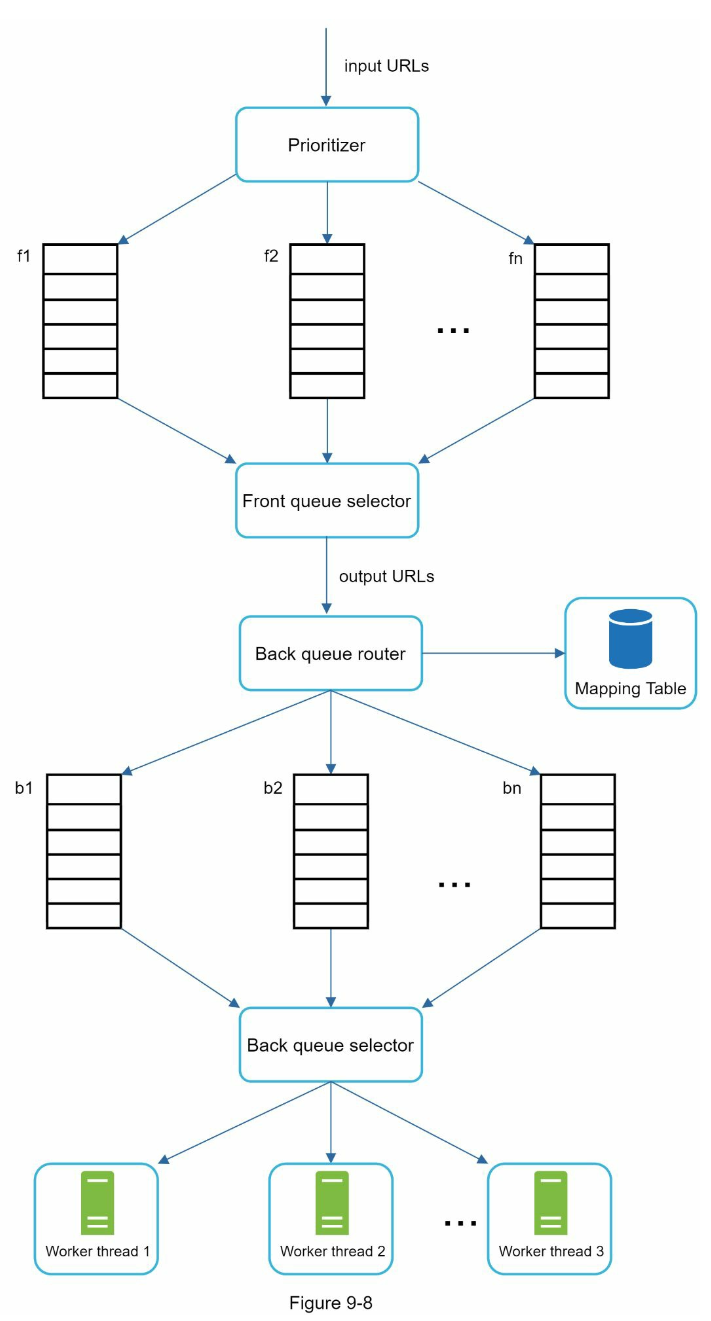 input URLs
Prioritizer
f1
f2
fn
...
Front queue selector
output URLs
Back queue router
Mapping Table
b1
b2
bn
...
Back queue selector
...
Worker thread 1
Worker thread 2
Worker thread 3
Figure 9-8